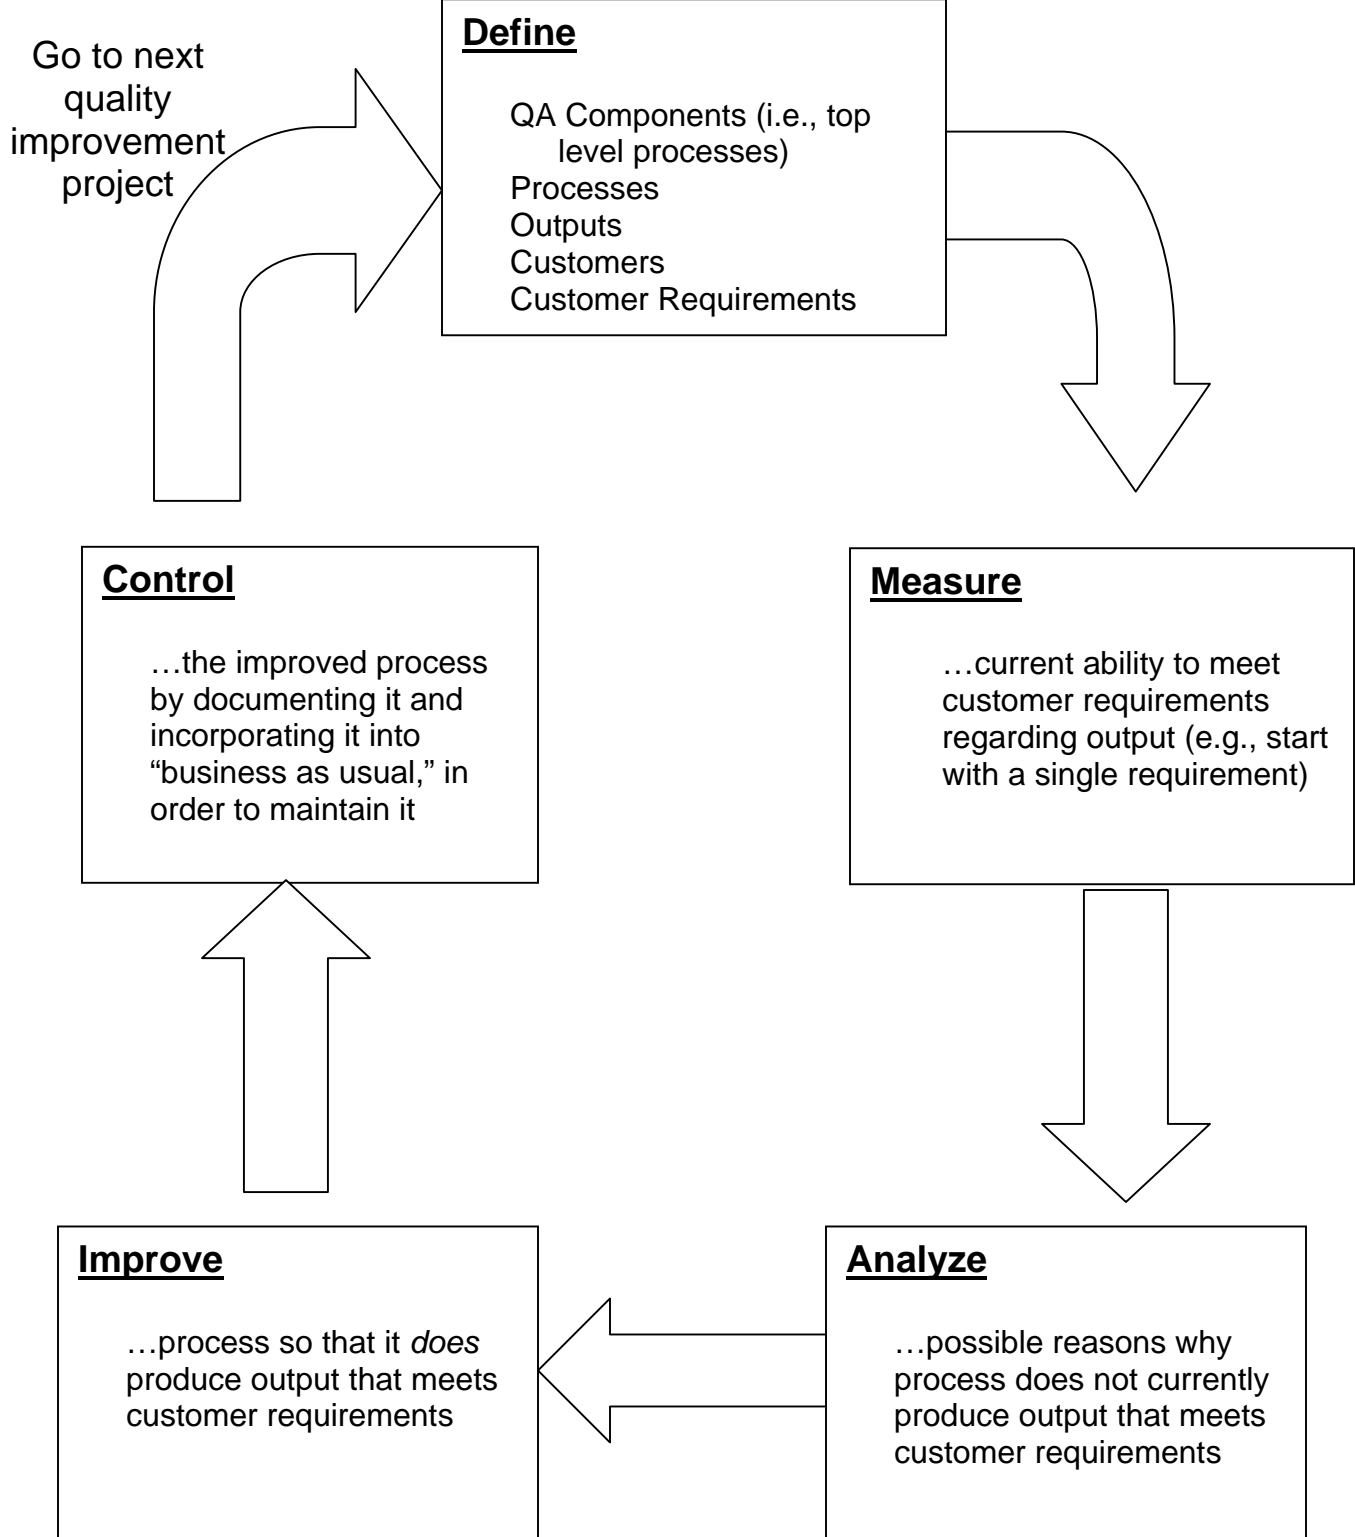 Go to next
quality
improvement
project
Define
QA Components (i.e., top
level processes)
Processes
Outputs
Customers
Customer Requirements
Measure
…current ability to meet
customer requirements
regarding output (e.g., start
with a single requirement)
Analyze
…possible reasons why
process does not currently
produce output that meets
customer requirements
Improve
…process so that it does
produce output that meets
customer requirements
Control
…the improved process
by documenting it and
incorporating it into
“business as usual,” in
order to maintain it